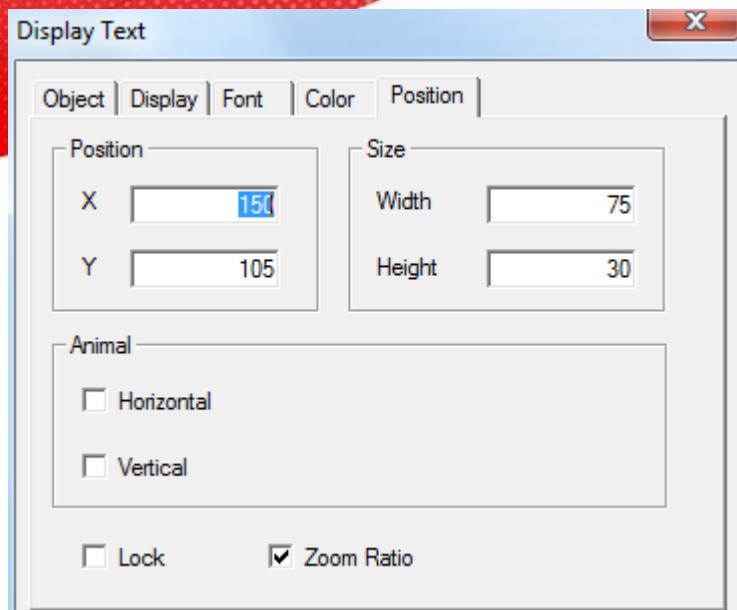 Display Text
Object Display Font Color Position
Position
X 150
Y 105
Size
Width 75
Height 30
Animal
Horizontal
Vertical
Lock Zoom Ratio